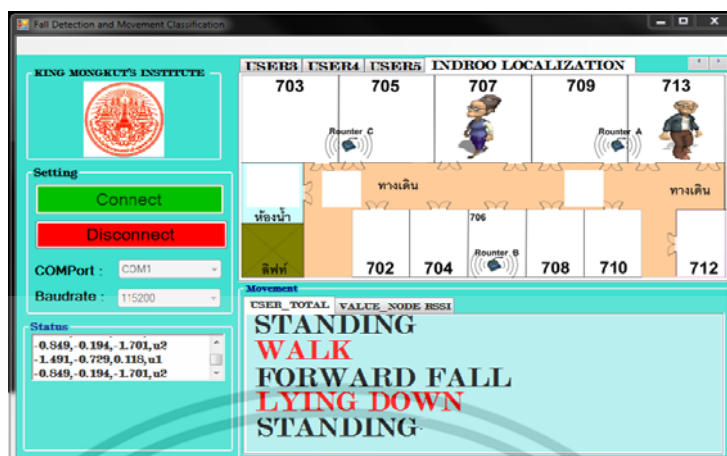 Fall Detection and Movement Classification
KING MONGKUT'S INSTITUTE
Setting
Connect
Disconnect
COMPort : COM1
Baudrate : 115200
Status
-0.849,-0.194,-1.701,u2
-1.491,-0.729,0.118,u1
-0.849,-0.194,-1.701,u2
USER3 USER4 USER5 INDROO LOCALIZATION
703 705 707 709 713
Rounter C Rounter A
ทางเดิน ทางเดิน
ห้องน้ำ
706
Rounter B
ลิฟท์ 702 704 708 710 712
Movement
USER_TOTAL VALUE_NODE RSSI
STANDING
WALK
FORWARD FALL
LYING DOWN
STANDING